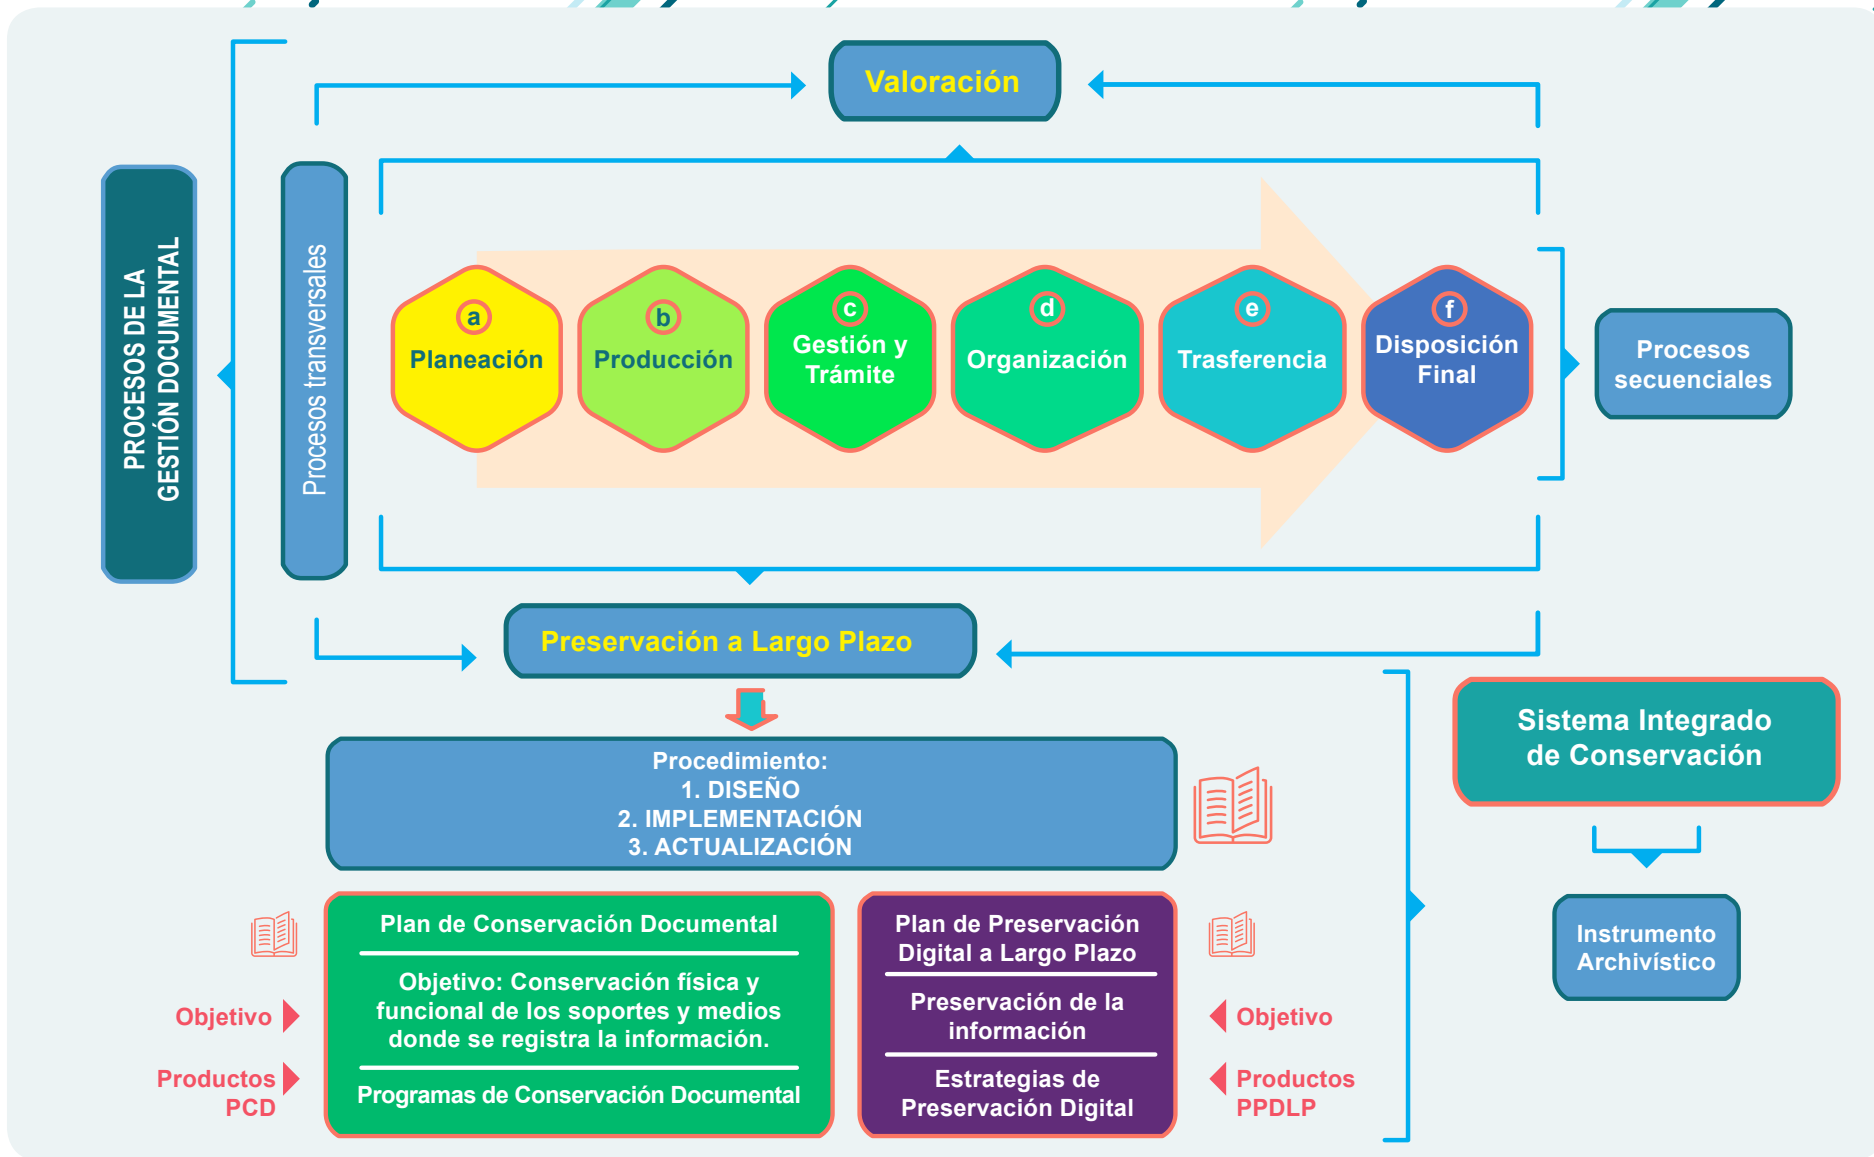 Valoración
PROCESOS DE LA
GESTIÓN DOCUMENTAL
Procesos transversales
a
Planeación
b
Producción
c
Gestión y
Trámite
d
Organización
e
Trasferencia
f
Disposición
Final
Procesos
secuenciales
Preservación a Largo Plazo
Procedimiento:
1. DISEÑO
2. IMPLEMENTACIÓN
3. ACTUALIZACIÓN
Sistema Integrado
de Conservación
Instrumento
Archivístico
Plan de Conservación Documental
Objetivo
Objetivo: Conservación física y
funcional de los soportes y medios
donde se registra la información.
Productos
PCD
Programas de Conservación Documental
Plan de Preservación
Digital a Largo Plazo
Preservación de la
información
Objetivo
Estrategias de
Preservación Digital
Productos
PPDLP